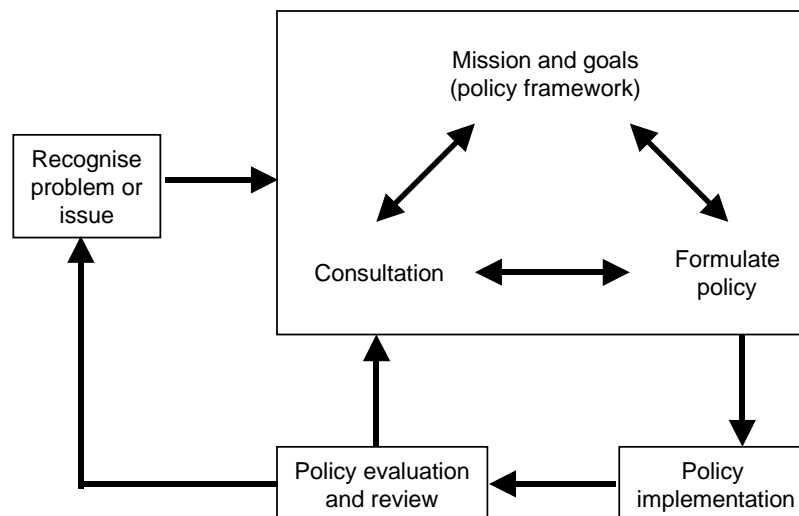 Mission and goals
(policy framework)
Recognise
problem or
issue
Consultation
Formulate
policy
Policy evaluation
and review
Policy
implementation